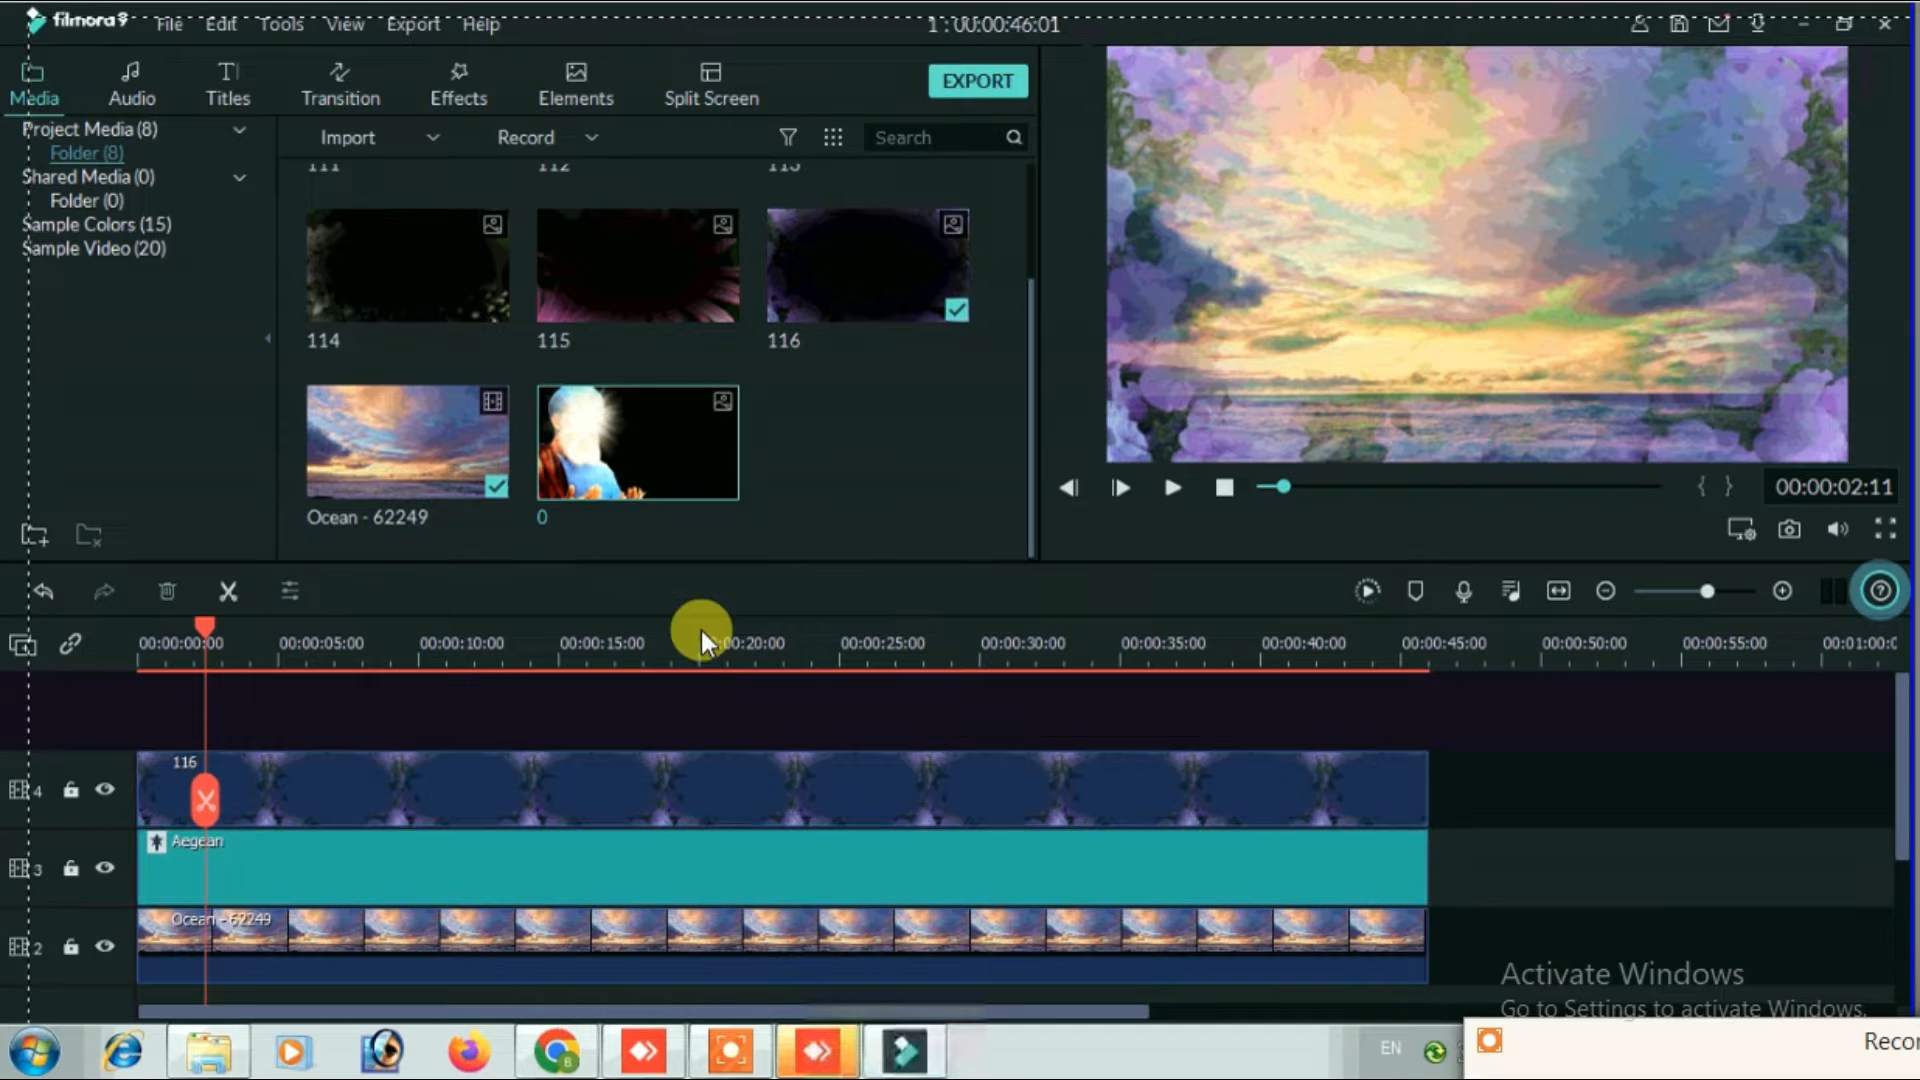 filmora9 File Edit Tools View Export Help 1 : 00:00:46:01
Media Audio Titles Transition Effects Elements Split Screen EXPORT
Project Media (8)
Folder (8)
Shared Media (0)
Folder (0)
Sample Colors (15)
Sample Video (20)
Import Record Search
111 112 113
114 115 116
Ocean - 62249 0
00:00:02:11
00:00:00:00 00:00:05:00 00:00:10:00 00:00:15:00 00:00:20:00 00:00:25:00 00:00:30:00 00:00:35:00 00:00:40:00 00:00:45:00 00:00:50:00 00:00:55:00 00:01:00:0
116
4
Aegean
3
Ocean - 62249
2
Activate Windows
Go to Settings to activate Windows.
EN
Recor